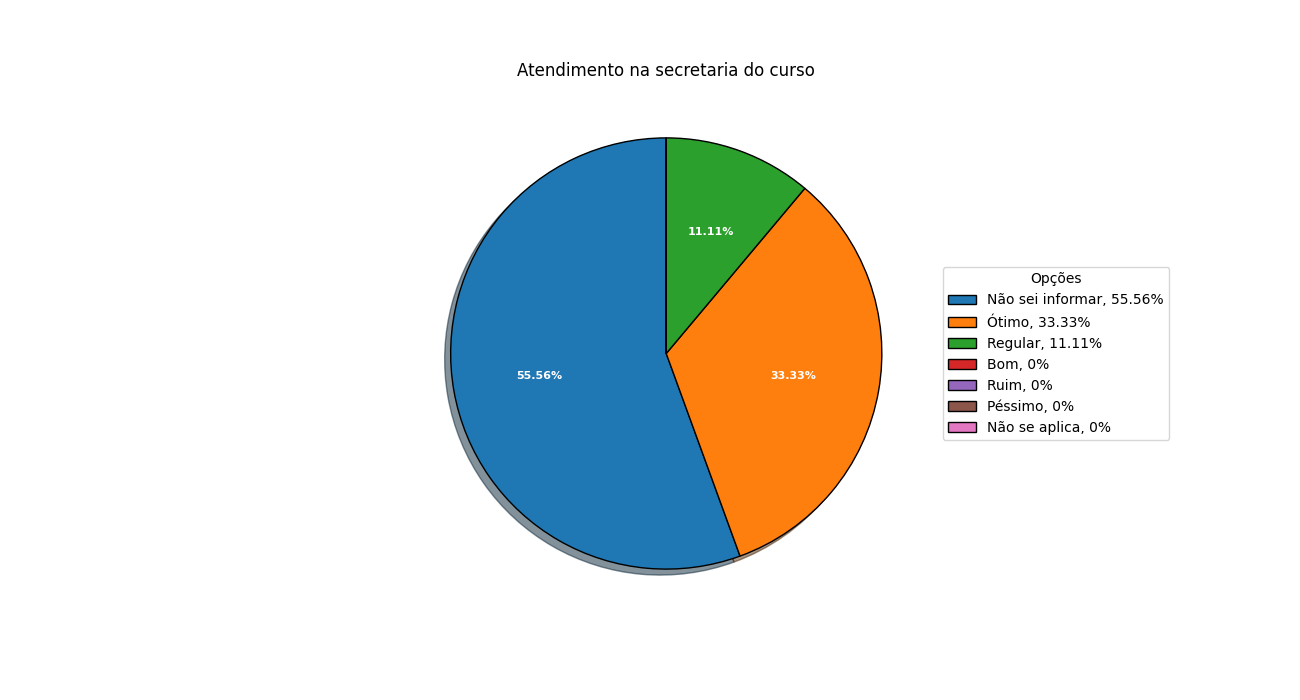 Atendimento na secretaria do curso
11.11%
55.56%
33.33%
Opções
Não sei informar, 55.56%
Ótimo, 33.33%
Regular, 11.11%
Bom, 0%
Ruim, 0%
Péssimo, 0%
Não se aplica, 0%